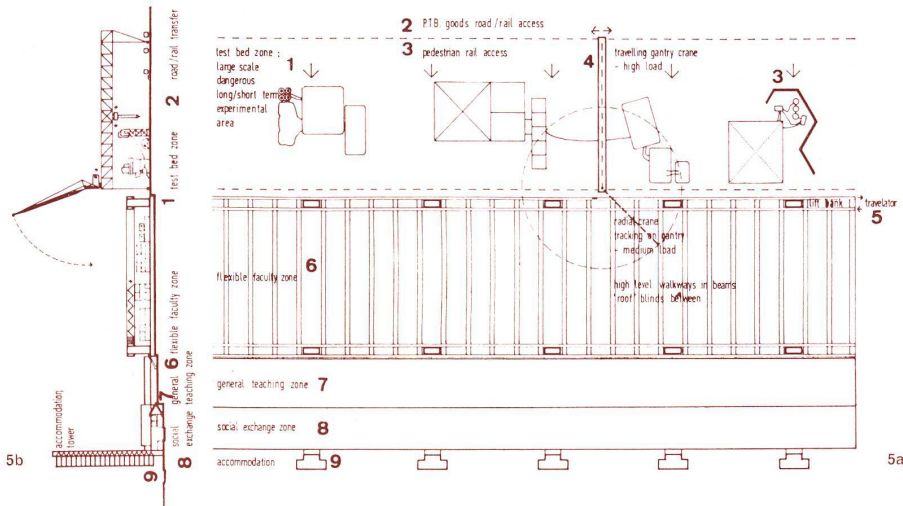 5b
accommodation
tower
9
8
social
exchange
7
general
teaching zone
6
flexible faculty zone
1
test bed zone
2
road/rail transfer
2
P.T.B. goods road/rail access
test bed zone :
large scale
dangerous
long/short term
experimental
area
1
3
pedestrian rail access
4
travelling gantry crane
- high load
3
lift bank
travelator
5
radial crane
tracking on gantry
- medium load
flexible faculty zone
6
high level walkways in beams
'roof' blinds between
general teaching zone
7
social exchange zone
8
accommodation
9
5a